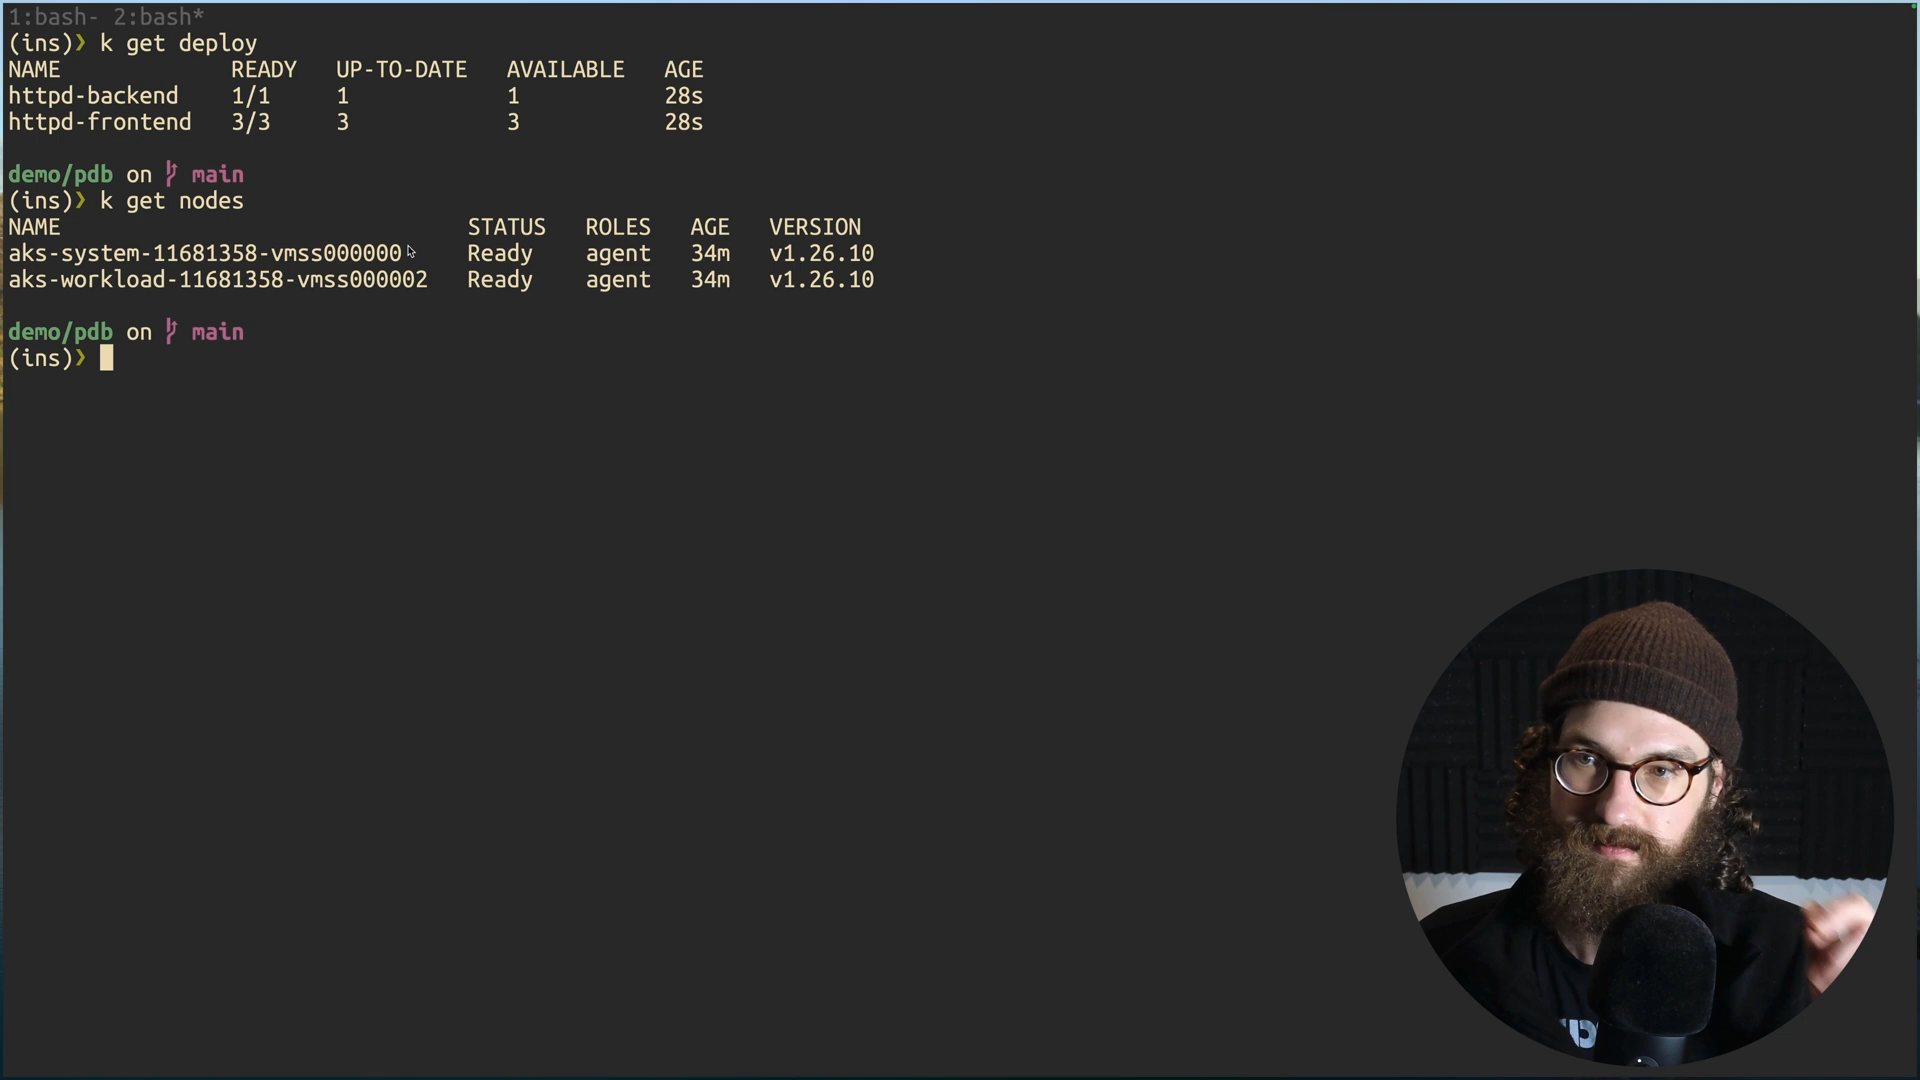 1:bash- 2:bash*
(ins)❯ k get deploy
NAME             READY   UP-TO-DATE   AVAILABLE   AGE
httpd-backend    1/1     1            1           28s
httpd-frontend   3/3     3            3           28s
demo/pdb on main
(ins)❯ k get nodes
NAME                               STATUS   ROLES   AGE   VERSION
aks-system-11681358-vmss000000     Ready    agent   34m   v1.26.10
aks-workload-11681358-vmss000002   Ready    agent   34m   v1.26.10
demo/pdb on main
(ins)❯